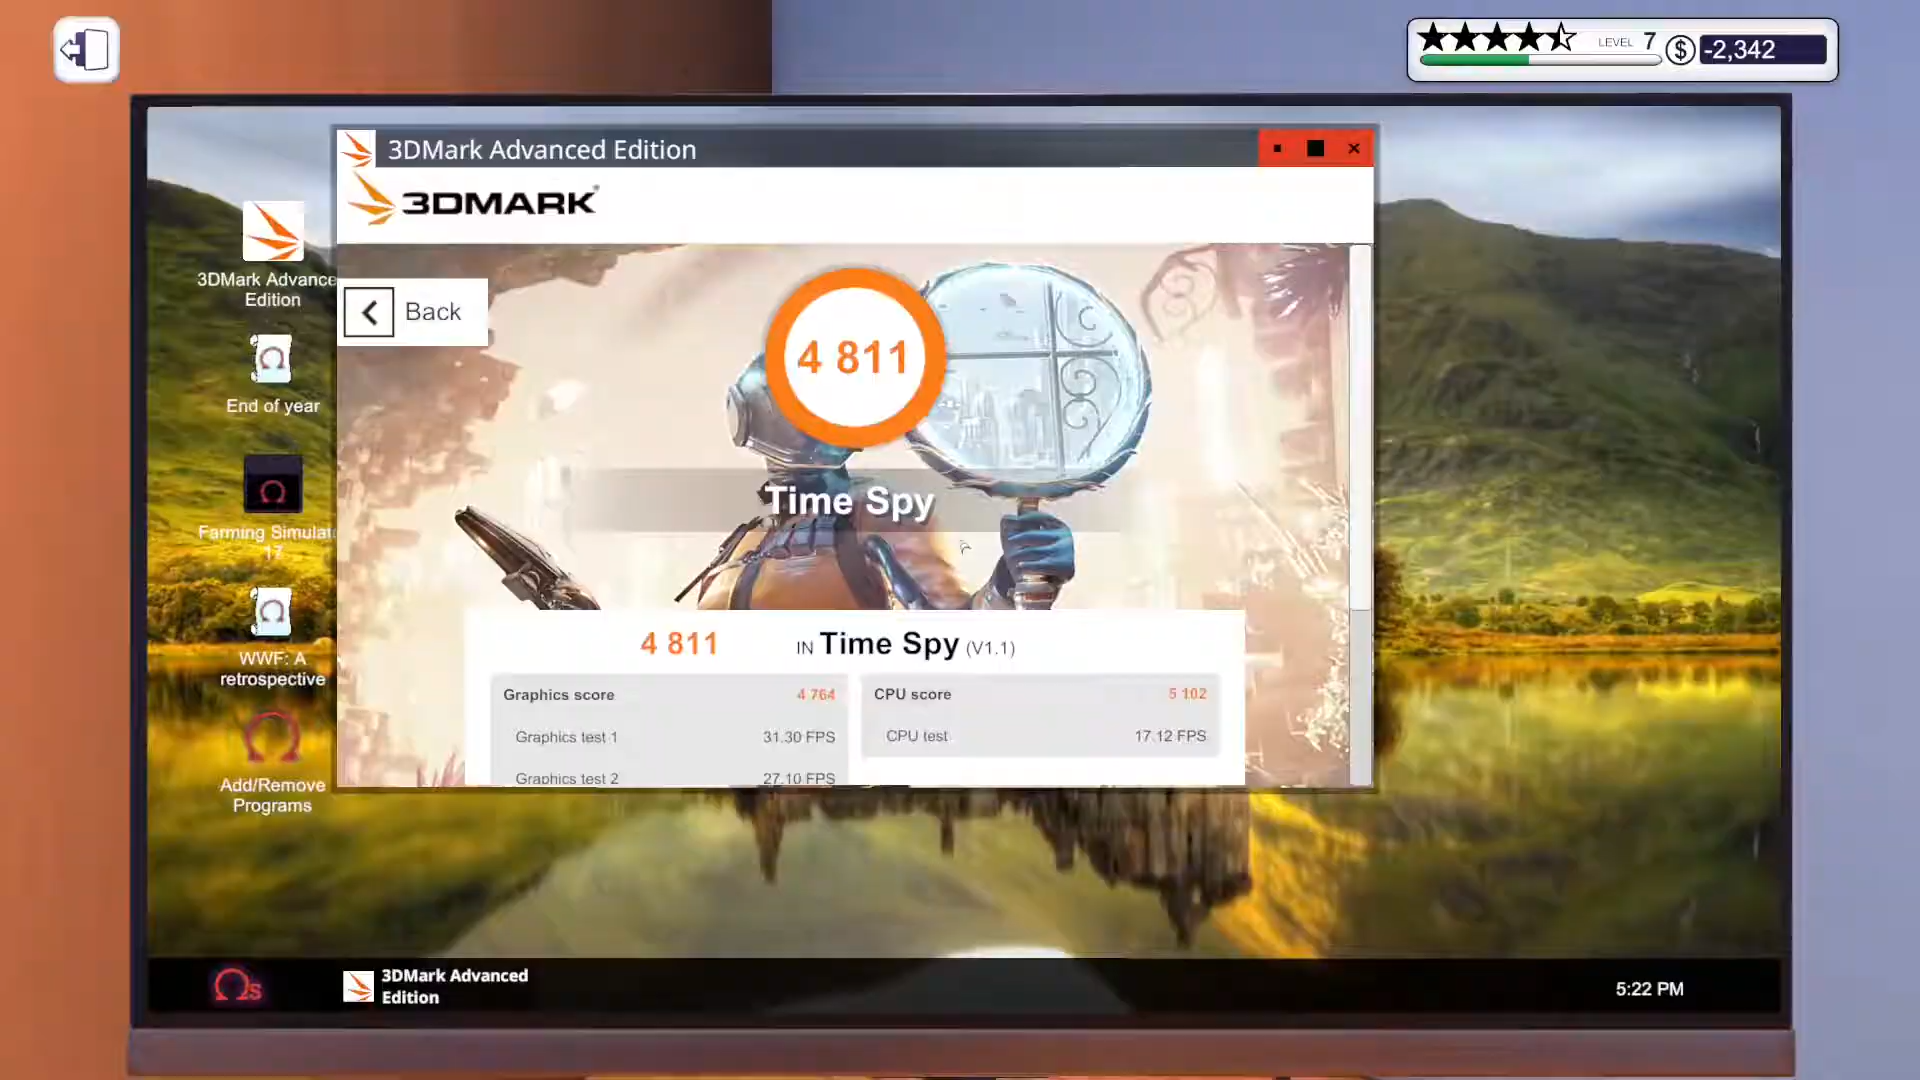 LEVEL 7
$ -2,342
3DMark Advanced Edition
3DMARK
3DMark Advance
Edition
Back
4 811
End of year
Time Spy
Farming Simulat
17
4 811 IN Time Spy (V1.1)
WWF: A
retrospective
Graphics score 4 764
CPU score 5 102
Graphics test 1 31.30 FPS
CPU test 17.12 FPS
Graphics test 2 27.10 FPS
Add/Remove
Programs
Ωs
3DMark Advanced
Edition
5:22 PM